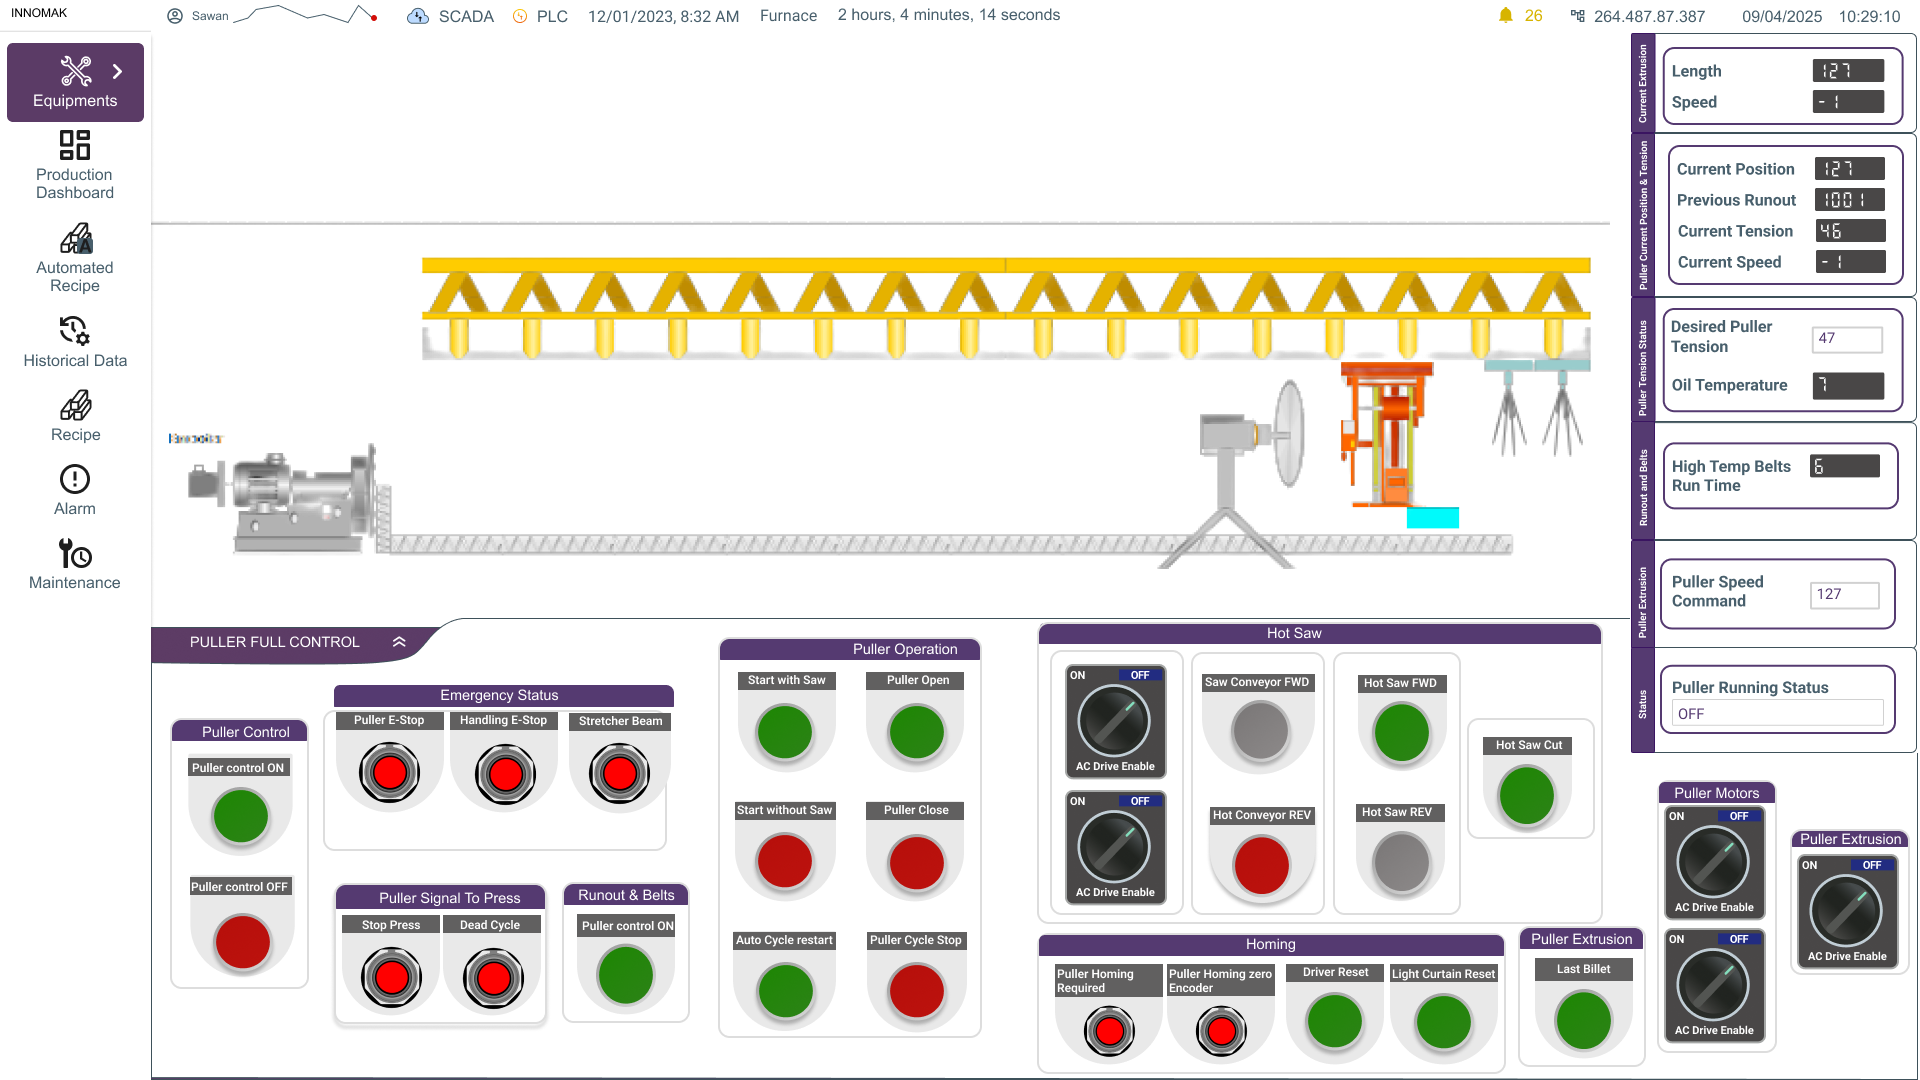 INNOMAK
Sawan
SCADA
PLC
12/01/2023, 8:32 AM
Furnace
2 hours, 4 minutes, 14 seconds
26
264.487.87.387
09/04/2025
10:29:10
Equipments
Production
Dashboard
Automated
Recipe
Historical Data
Recipe
Alarm
Maintenance
Encoder
Current Extrusion
Length 127
Speed -1
Puller Current Position & Tension
Current Position 127
Previous Runout 1001
Current Tension 46
Current Speed -1
Puller Tension Status
Desired Puller
Tension
47
Oil Temperature 7
Runout and Belts
High Temp Belts
Run Time
6
Puller Extrusion
Puller Speed
Command
127
Status
Puller Running Status
OFF
PULLER FULL CONTROL
Puller Control
Puller control ON
Puller control OFF
Emergency Status
Puller E-Stop
Handling E-Stop
Stretcher Beam
Puller Signal To Press
Stop Press
Dead Cycle
Runout & Belts
Puller control ON
Puller Operation
Start with Saw
Puller Open
Start without Saw
Puller Close
Auto Cycle restart
Puller Cycle Stop
Hot Saw
ON OFF
AC Drive Enable
ON OFF
AC Drive Enable
Saw Conveyor FWD
Hot Conveyor REV
Hot Saw FWD
Hot Saw REV
Hot Saw Cut
Homing
Puller Homing
Required
Puller Homing zero
Encoder
Driver Reset
Light Curtain Reset
Puller Extrusion
Last Billet
Puller Motors
ON OFF
AC Drive Enable
ON OFF
AC Drive Enable
Puller Extrusion
ON OFF
AC Drive Enable